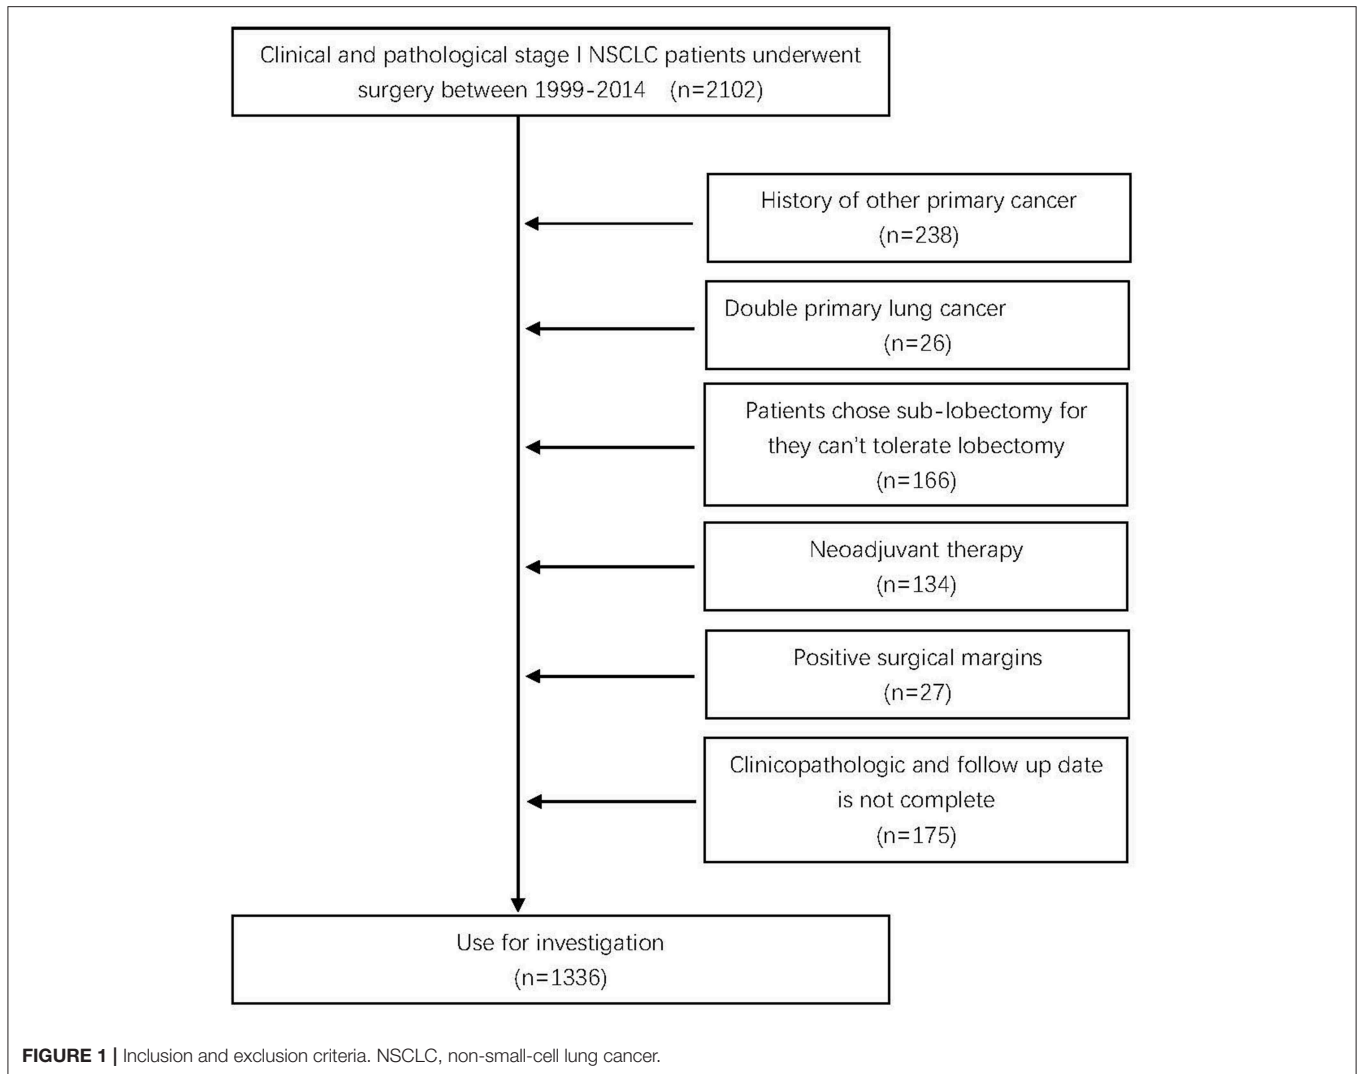 Clinical and pathological stage I NSCLC patients underwent
surgery between 1999-2014 (n=2102)
History of other primary cancer
(n=238)
Double primary lung cancer
(n=26)
Patients chose sub-lobectomy for
they can't tolerate lobectomy
(n=166)
Neoadjuvant therapy
(n=134)
Positive surgical margins
(n=27)
Clinicopathologic and follow up date
is not complete
(n=175)
Use for investigation
(n=1336)
FIGURE 1 | Inclusion and exclusion criteria. NSCLC, non-small-cell lung cancer.